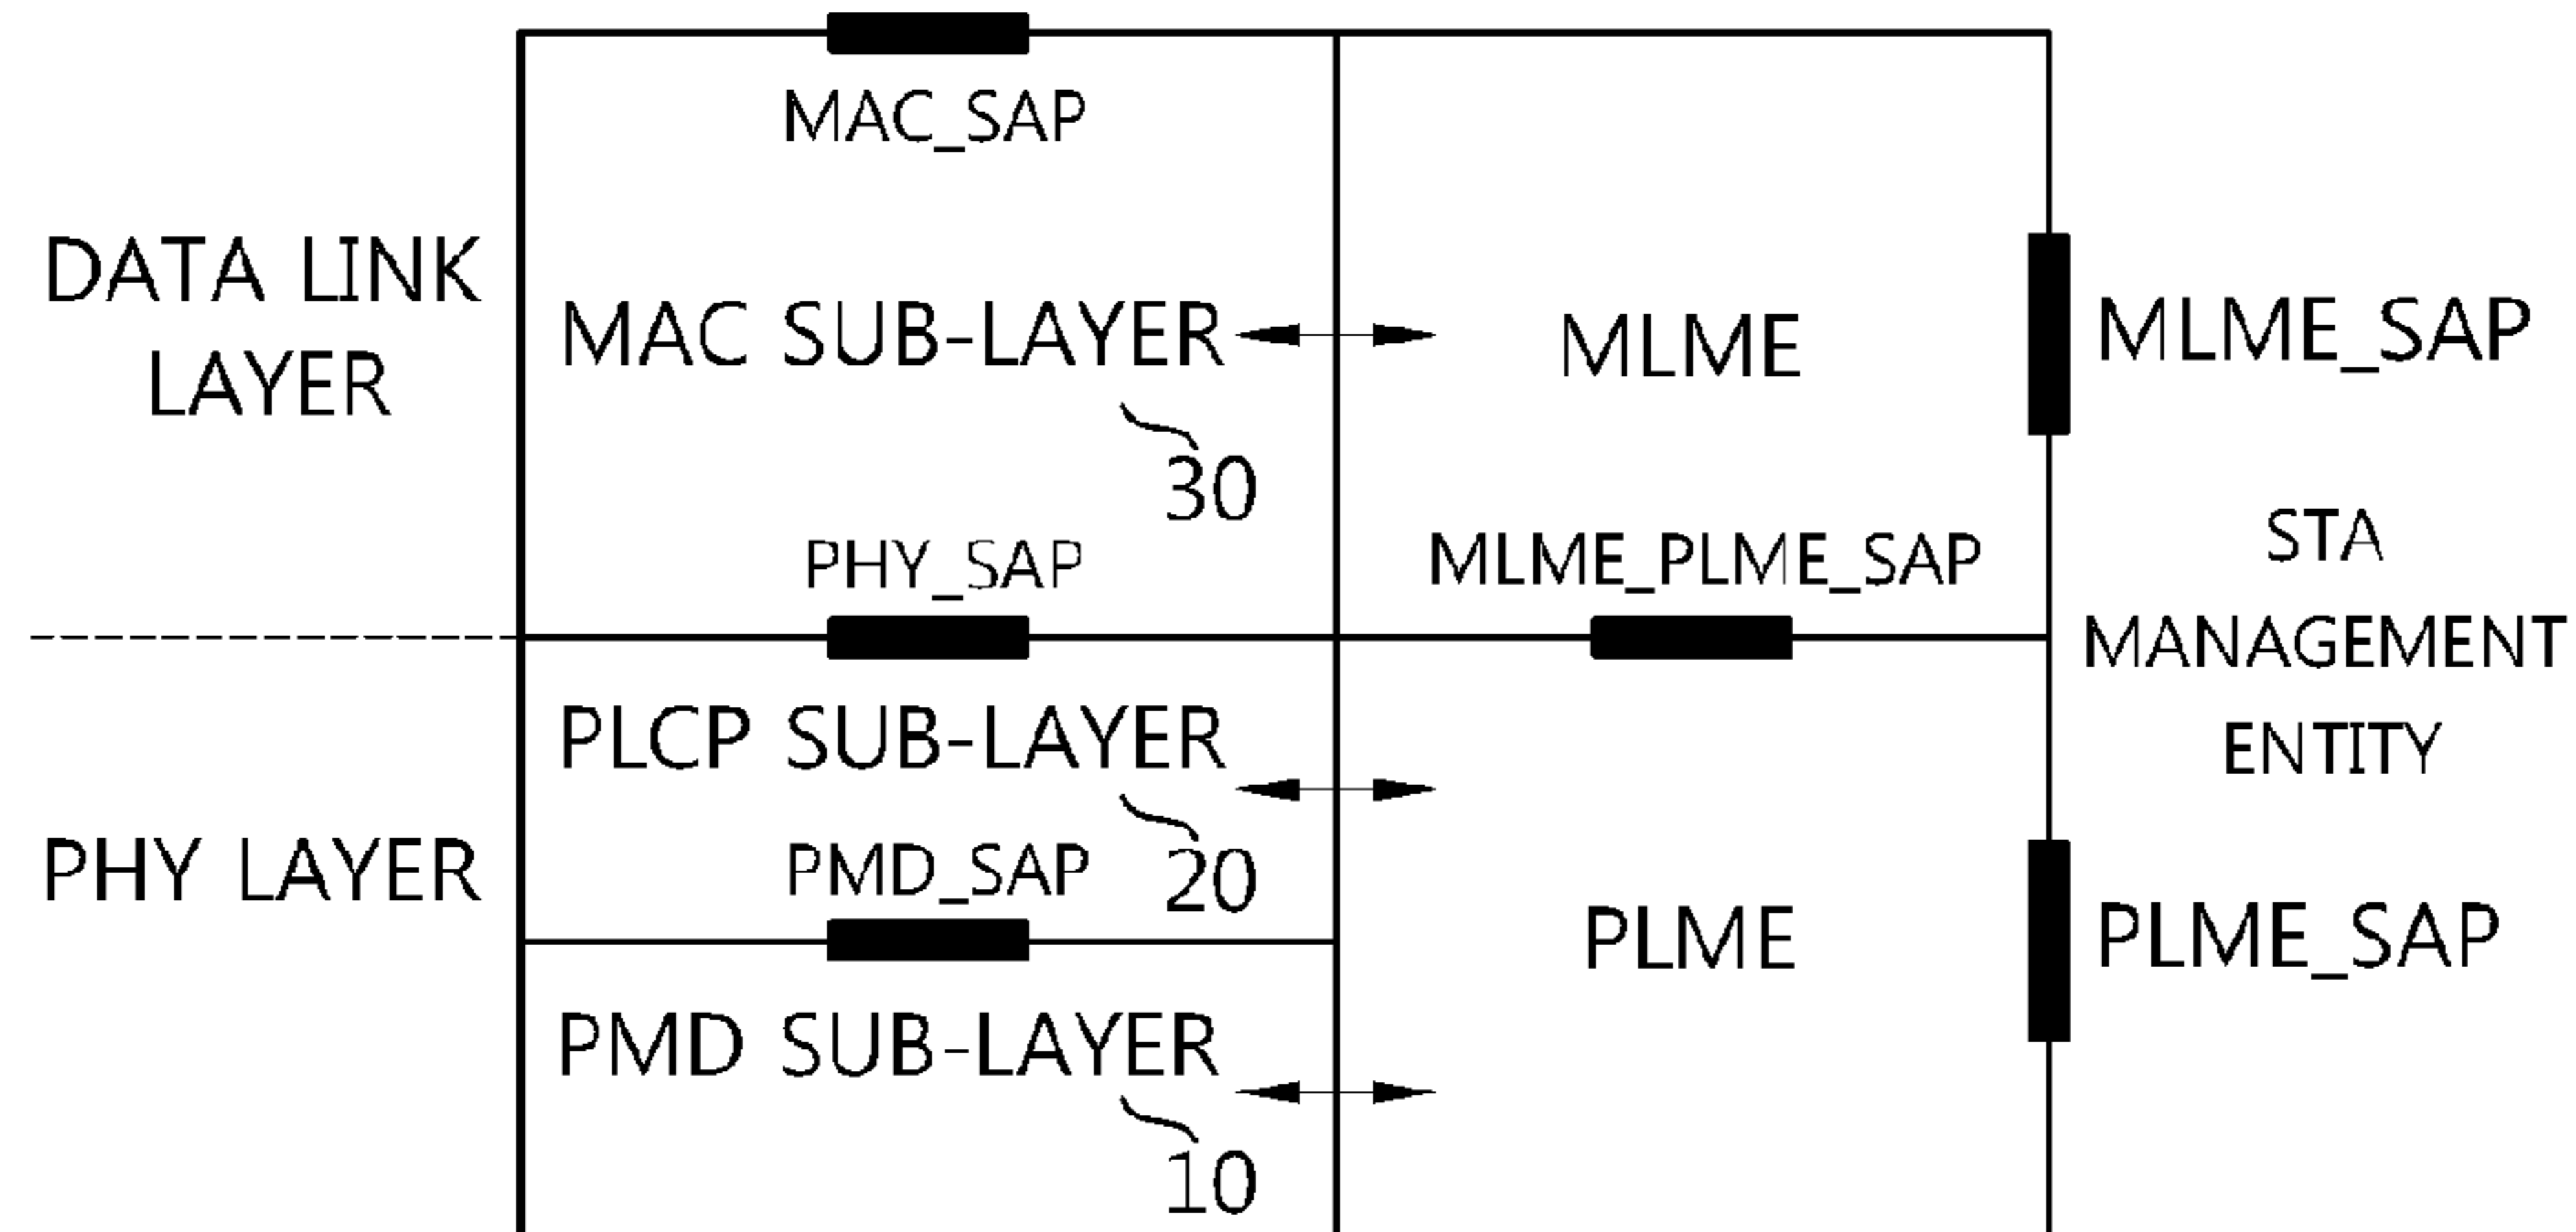 MAC_SAP
DATA LINK
LAYER
MAC SUB-LAYER
30
MLME
MLME_SAP
PHY_SAP
MLME_PLME_SAP
STA
MANAGEMENT
ENTITY
PHY LAYER
PLCP SUB-LAYER
20
PMD_SAP
PLME
PLME_SAP
PMD SUB-LAYER
10